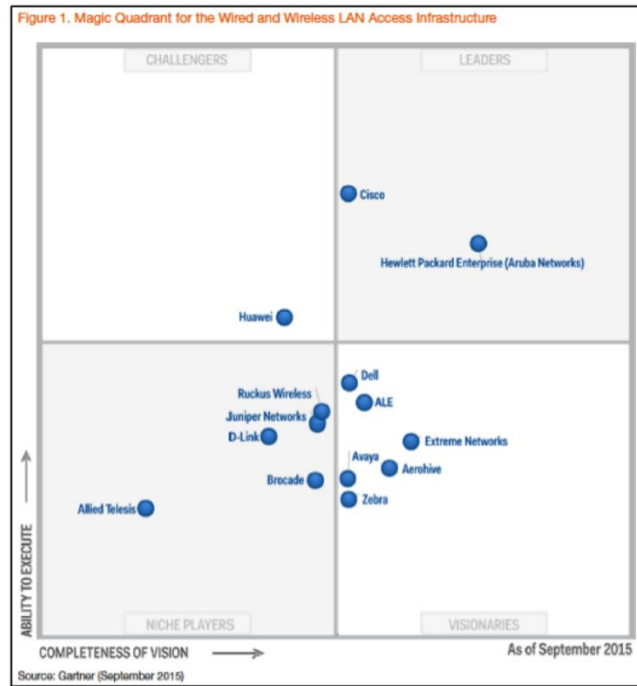 Figure 1. Magic Quadrant for the Wired and Wireless LAN Access Infrastructure
CHALLENGERS
LEADERS
Cisco
Hewlett Packard Enterprise (Aruba Networks)
Huawei
Dell
Ruckus Wireless
ALE
Juniper Networks
D-Link
Extreme Networks
Avaya
Aerohive
Brocade
Zebra
Allied Telesis
ABILITY TO EXECUTE
NICHE PLAYERS
VISIONARIES
COMPLETENESS OF VISION
As of September 2015
Source: Gartner (September 2015)